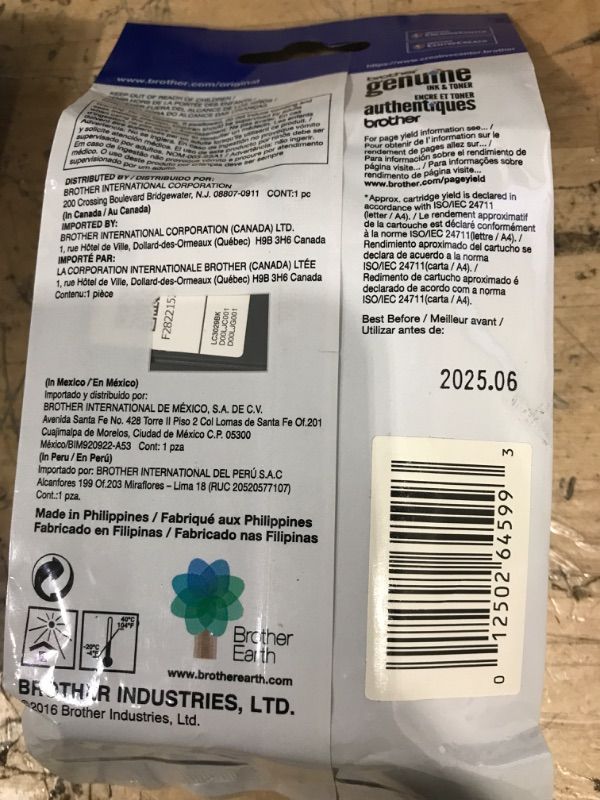 www.brother.com/original
KEEP OUT OF REACH OF CHILDREN
médico. O uso deste produto por
supervisionado por um adulto.
DISTRIBUTED BY / DISTRIBUIDO POR:
BROTHER INTERNATIONAL CORPORATION
200 Crossing Boulevard Bridgewater, N.J. 08807-0911 CONT:1 pc
(In Canada / Au Canada)
IMPORTED BY:
BROTHER INTERNATIONAL CORPORATION (CANADA) LTD.
1, rue Hôtel de Ville, Dollard-des-Ormeaux (Québec) H9B 3H6 Canada
IMPORTÉ PAR:
LA CORPORATION INTERNATIONALE BROTHER (CANADA) LTÉE
1, rue Hôtel de Ville, Dollard-des-Ormeaux (Québec) H9B 3H6 Canada
Contenu:1 pièce
F282215
LC3029BK
D00LJC001
D00LJG001
(In Mexico / En México)
Importado y distribuido por:
BROTHER INTERNATIONAL DE MÉXICO, S.A. DE C.V.
Avenida Santa Fe No. 428 Torre II Piso 2 Col Lomas de Santa Fe Of.201
Cuajimalpa de Morelos, Ciudad de México C.P. 05300
México/BIM920922-A53 Cont: 1 pza
(In Peru / En Perú)
Importado por: BROTHER INTERNATIONAL DEL PERÚ S.A.C
Alcanfores 199 Of.203 Miraflores – Lima 18 (RUC 20520577107)
Cont.:1 pza.
Made in Philippines / Fabriqué aux Philippines
Fabricado en Filipinas / Fabricado nas Filipinas
40°C
104°F
-20°C
-4°F
Brother
Earth
www.brotherearth.com
BROTHER INDUSTRIES, LTD.
©2016 Brother Industries, Ltd.
brother
genuine
INK & TONER
ENCRE ET TONER
authentiques
brother
For page yield information see... /
Pour obtenir de l'information sur le
rendement de pages allez sur... /
Para información sobre el rendimiento de
página visite... / Para informações sobre
rendimento de página visite...
www.brother.com/pageyield
*Approx. cartridge yield is declared in
accordance with ISO/IEC 24711
(letter / A4). / Le rendement approximatif
de la cartouche est déclaré conformément
à la norme ISO/IEC 24711(lettre / A4). /
Rendimiento aproximado del cartucho se
declara de acuerdo a la norma
ISO/IEC 24711(carta / A4). /
Redimento de cartucho aproximado é
declarado de acordo com a norma
ISO/IEC 24711(carta / A4).
Best Before / Meilleur avant /
Utilizar antes de:
2025.06
0 12502 64599 3